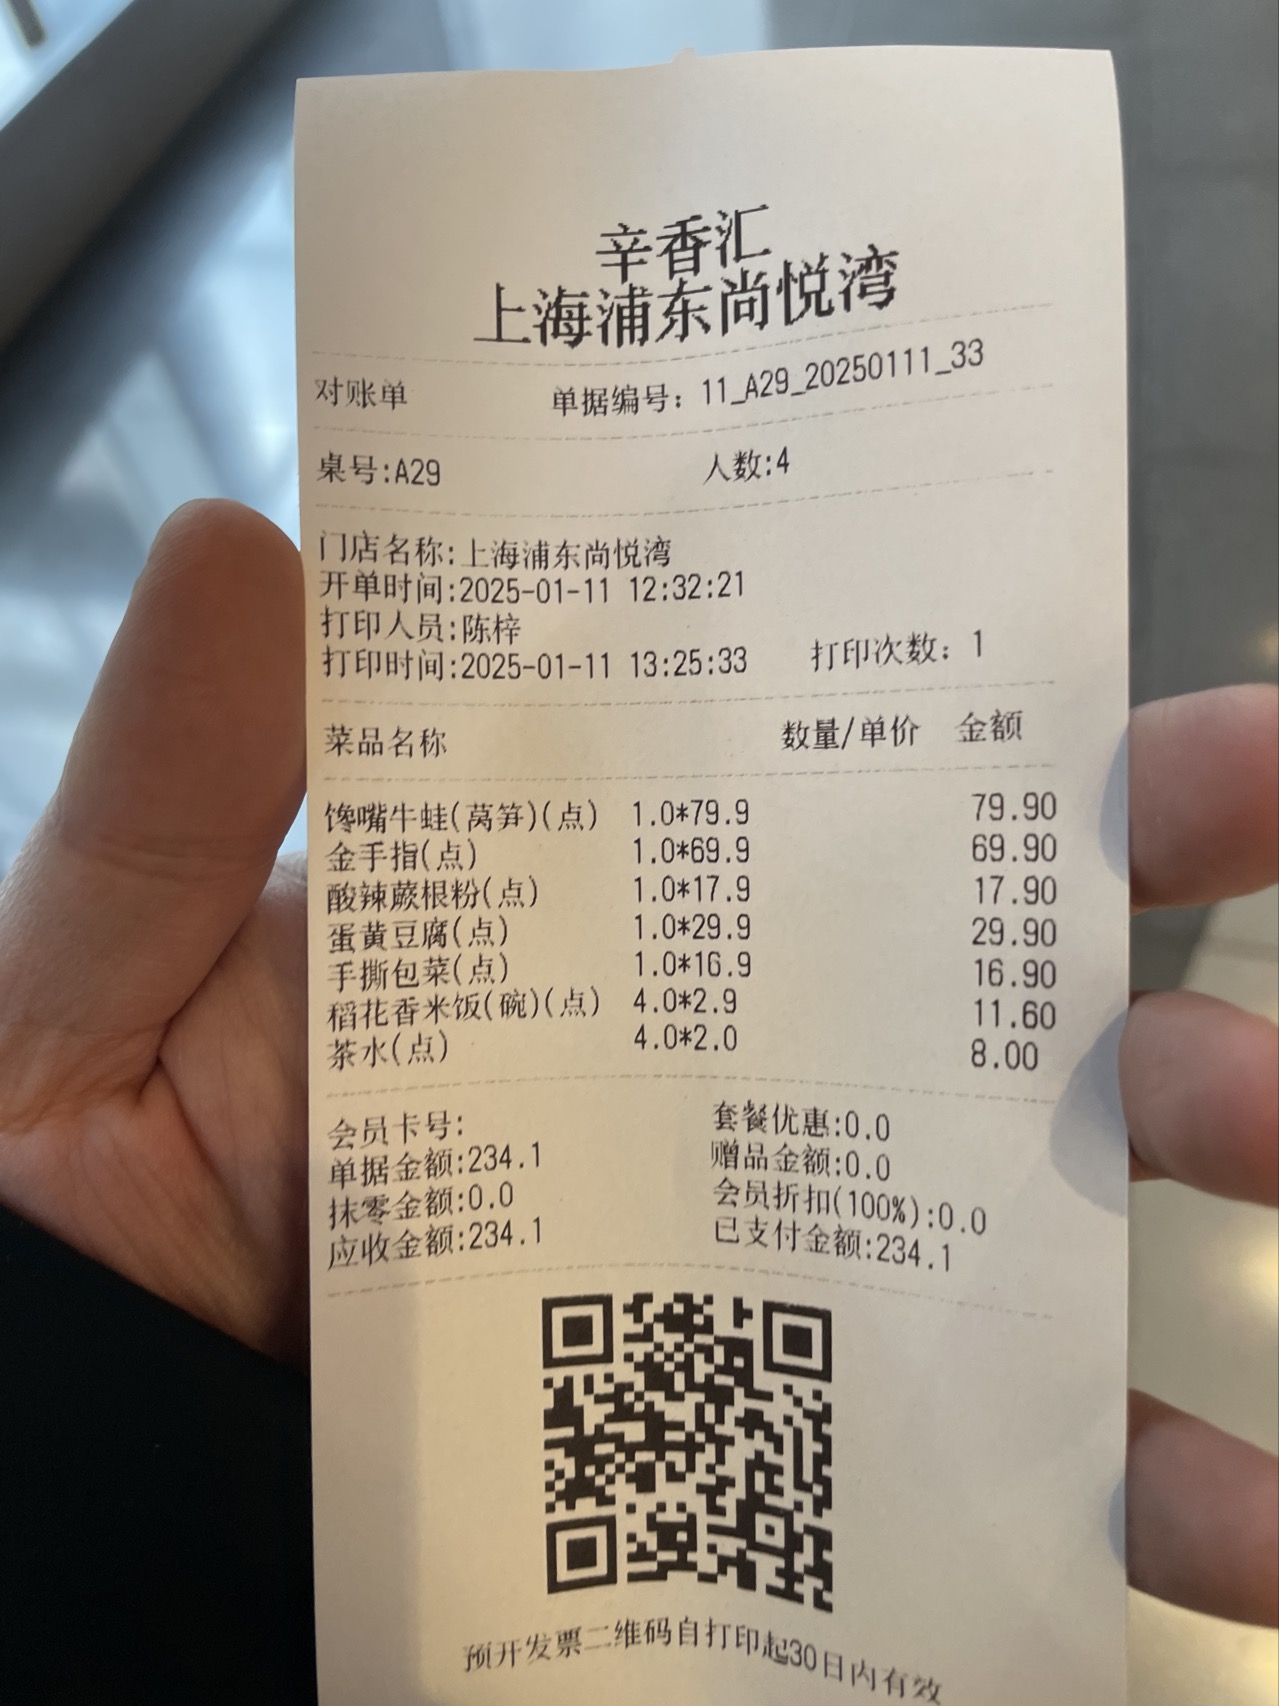 辛香汇
上海浦东尚悦湾
对账单 单据编号: 11_A29_20250111_33
桌号:A29 人数:4
门店名称:上海浦东尚悦湾
开单时间:2025-01-11 12:32:21
打印人员:陈梓
打印时间:2025-01-11 13:25:33 打印次数: 1
菜品名称 数量/单价 金额
馋嘴牛蛙(莴笋)(点) 1.0*79.9 79.90
金手指(点) 1.0*69.9 69.90
酸辣蕨根粉(点) 1.0*17.9 17.90
蛋黄豆腐(点) 1.0*29.9 29.90
手撕包菜(点) 1.0*16.9 16.90
稻花香米饭(碗)(点) 4.0*2.9 11.60
茶水(点) 4.0*2.0 8.00
会员卡号: 套餐优惠:0.0
单据金额:234.1 赠品金额:0.0
抹零金额:0.0 会员折扣(100%):0.0
应收金额:234.1 已支付金额:234.1
预开发票二维码自打印起30日内有效